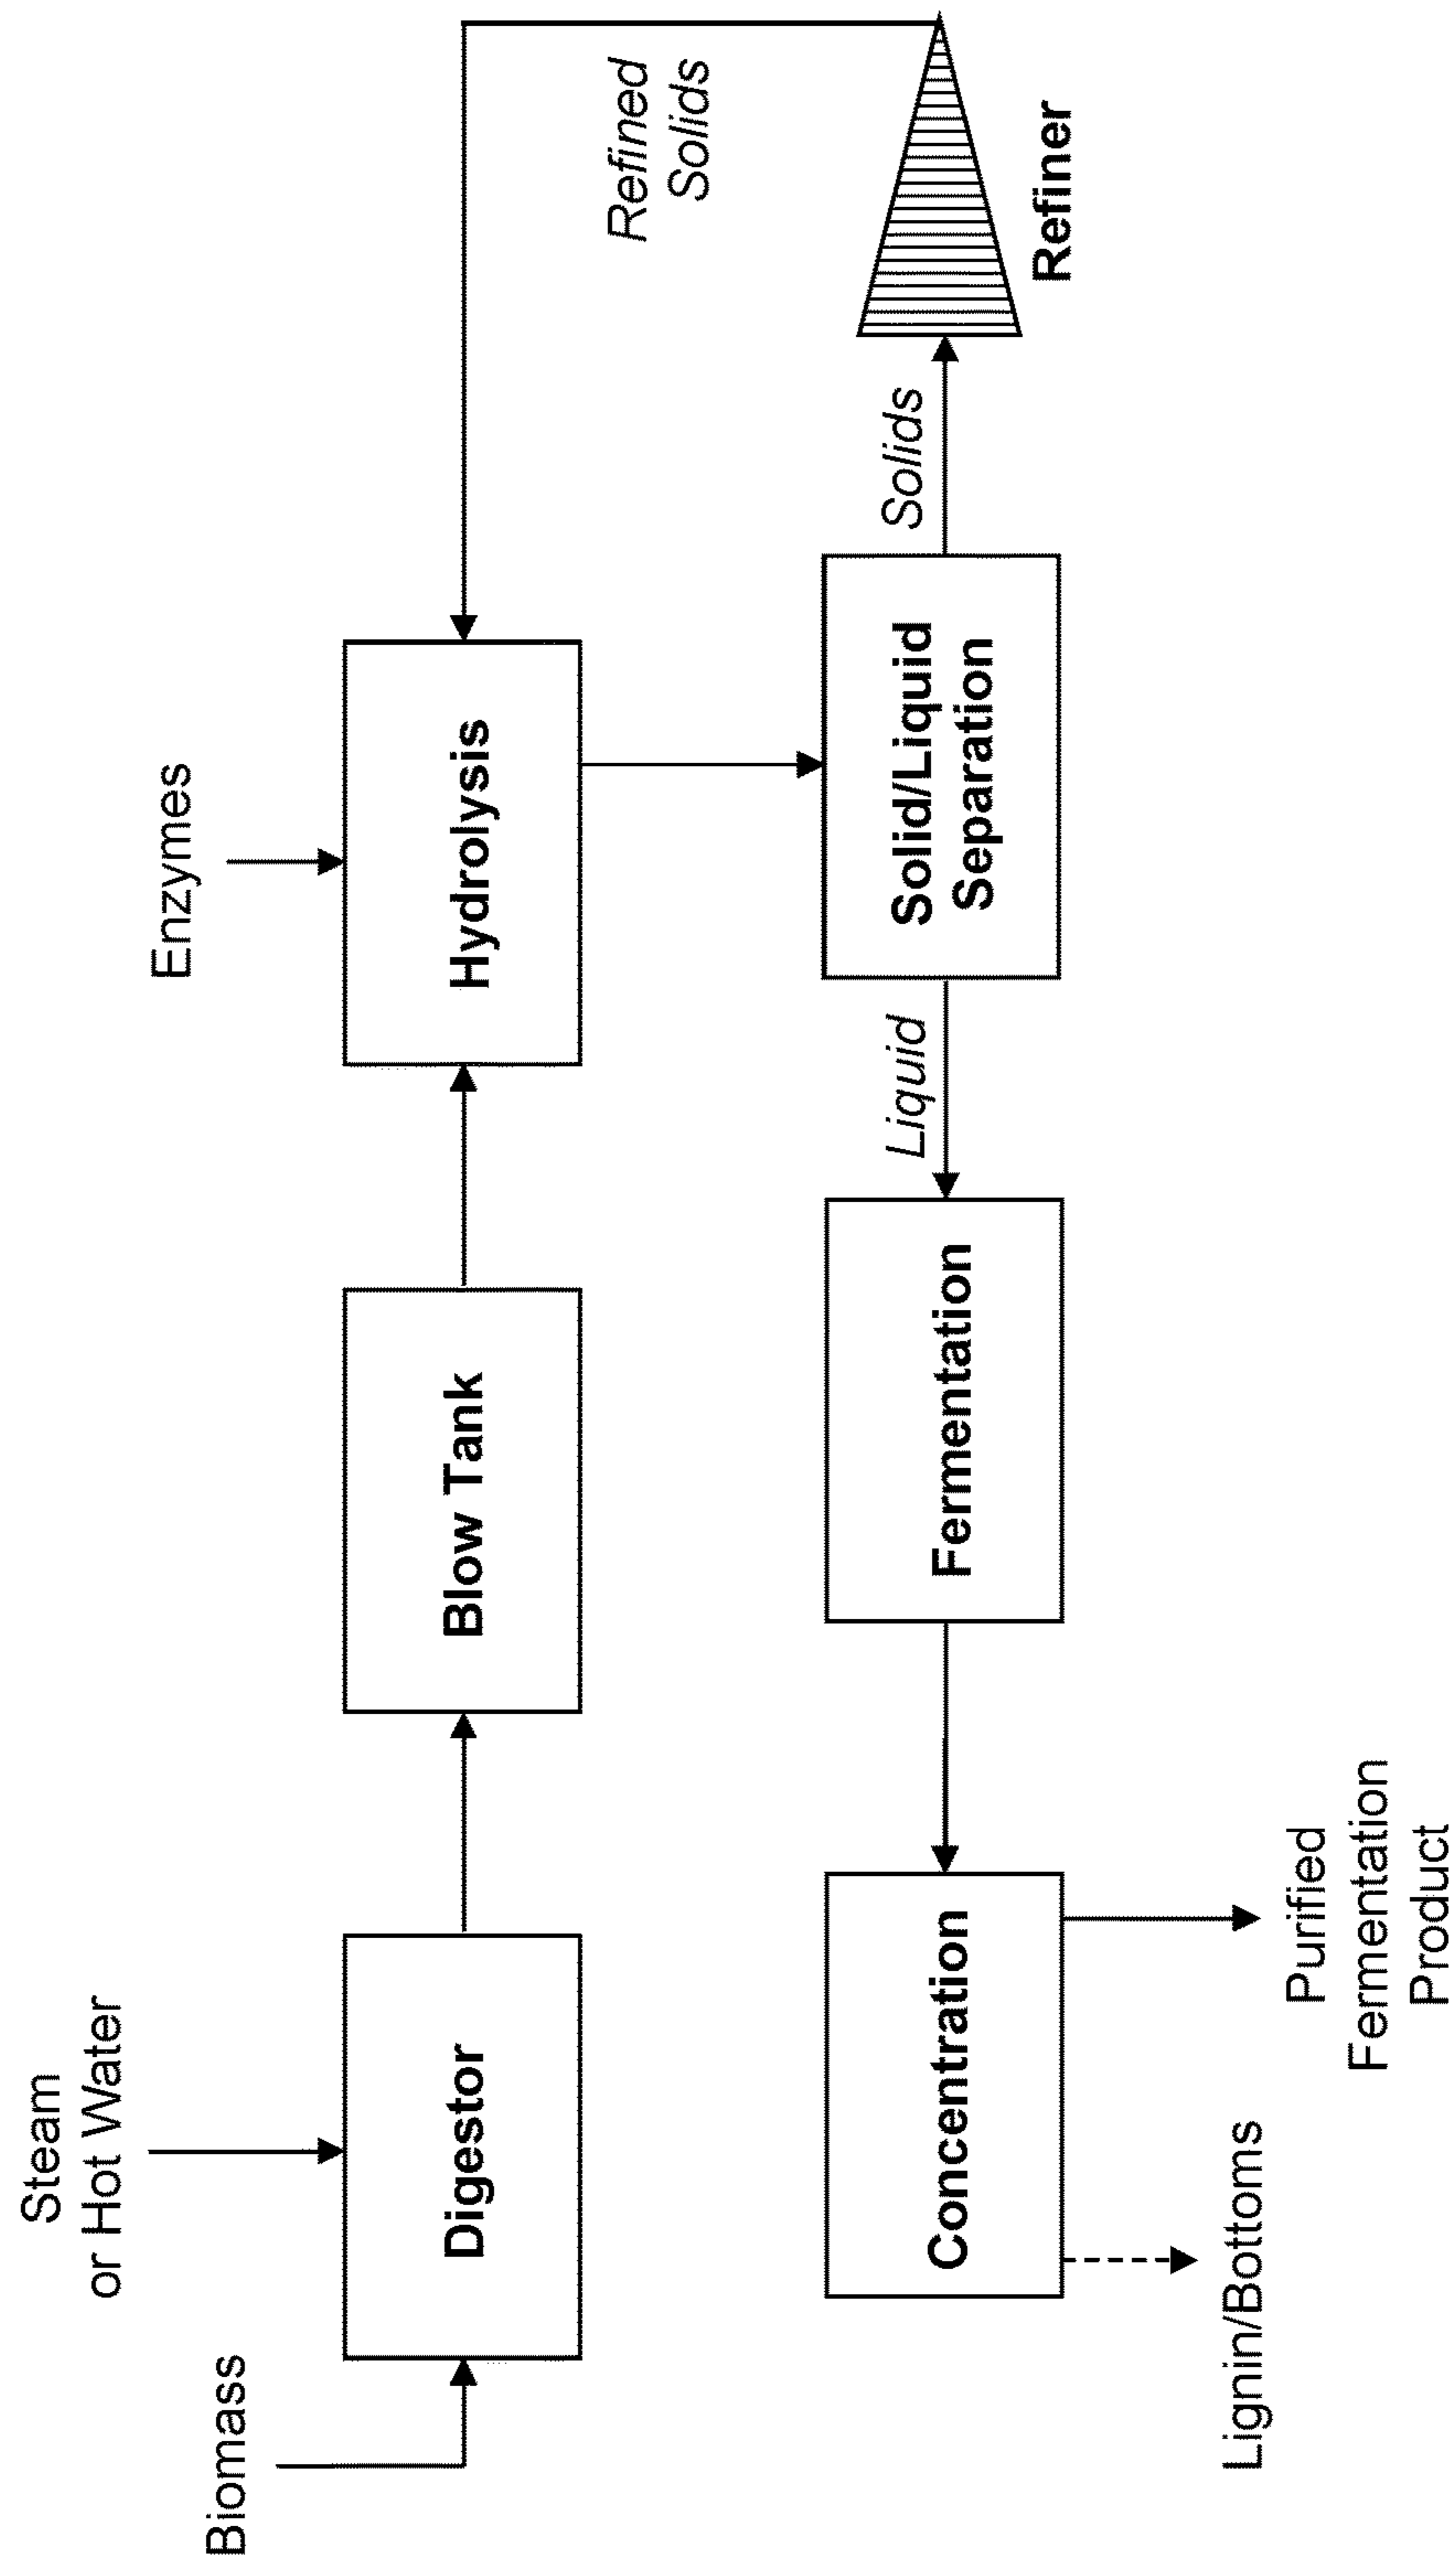 Steam
or Hot Water
Biomass
Digestor
Blow Tank
Enzymes
Hydrolysis
Refined
Solids
Concentration
Fermentation
Liquid
Solid/Liquid
Separation
Solids
Refiner
Lignin/Bottoms
Purified
Fermentation
Product